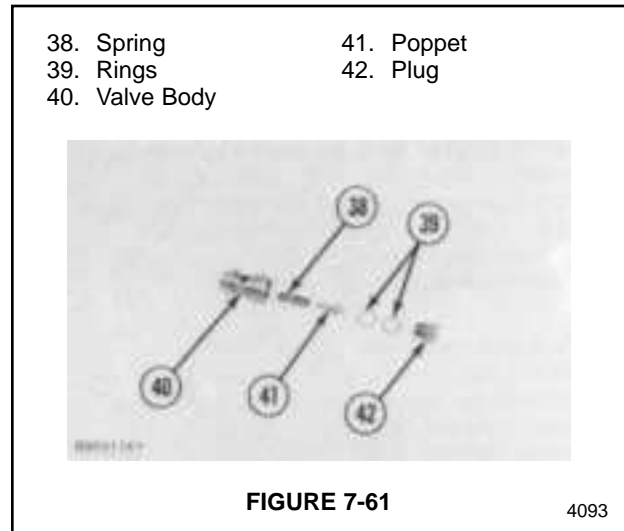 38. Spring
39. Rings
40. Valve Body
41. Poppet
42. Plug
38
39
40
41
42
FIGURE 7-61
4093